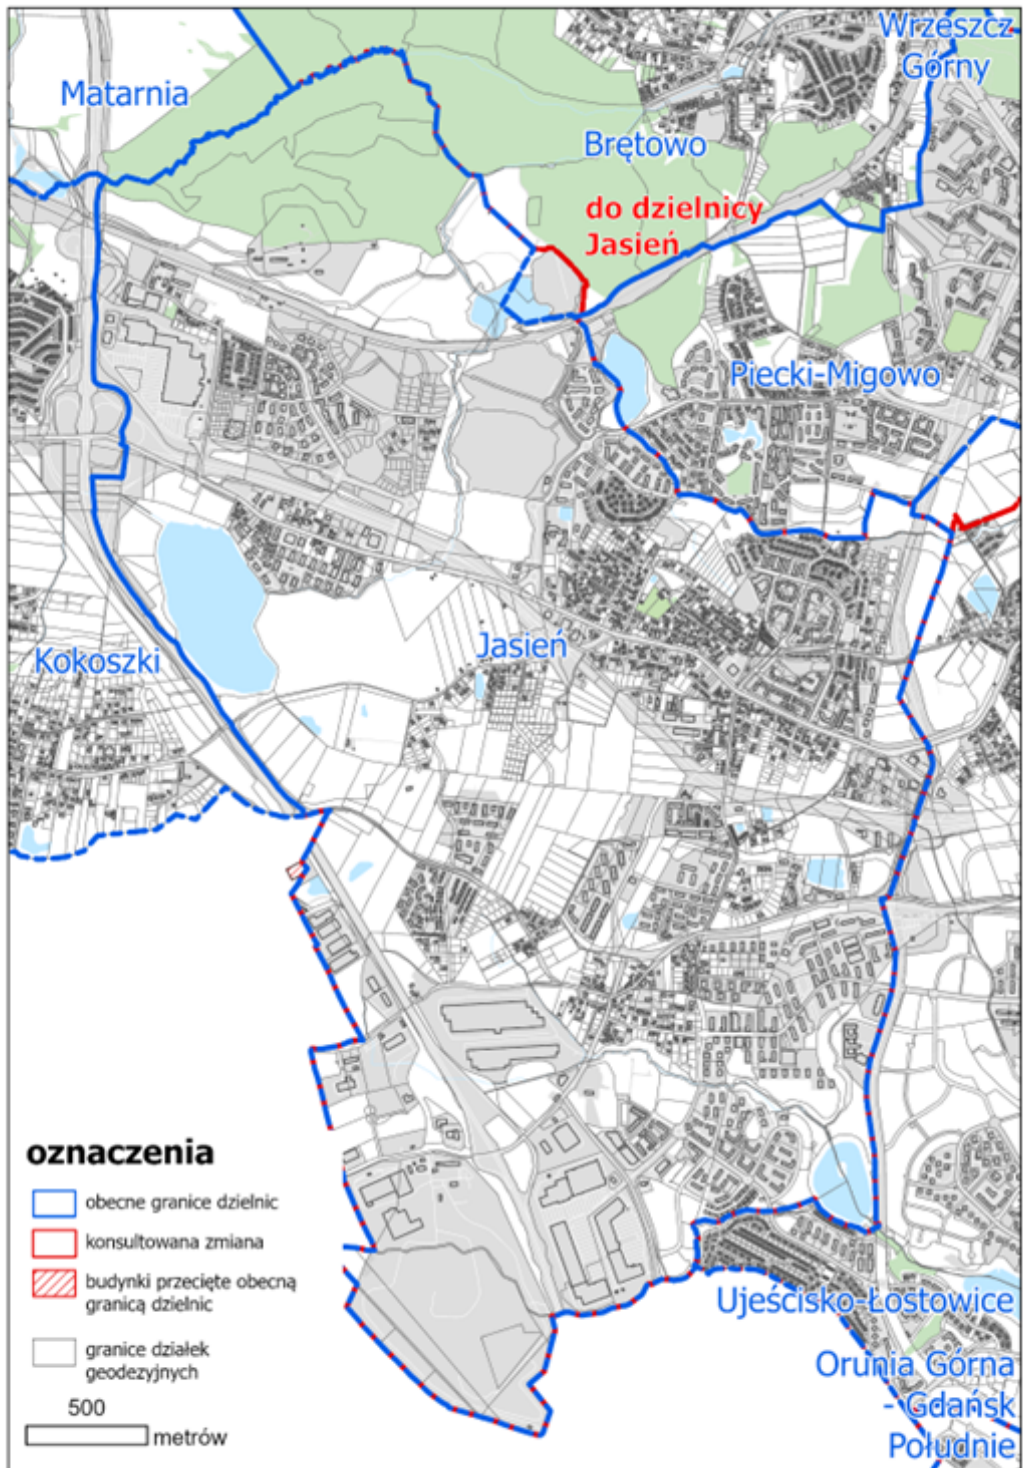 Wrzeszcz
Górny
Matarnia
Brętowo
do dzielnicy
Jasień
Piecki-Migowo
Jasień
Kokoszki
oznaczenia
obecne granice dzielnic
konsultowana zmiana
budynki przecięte obecną
granicą dzielnic
granice działek
geodezyjnych
500
metrów
Ujeścisko-Łostowice
Orunia Górna
- Gdańsk
Południe